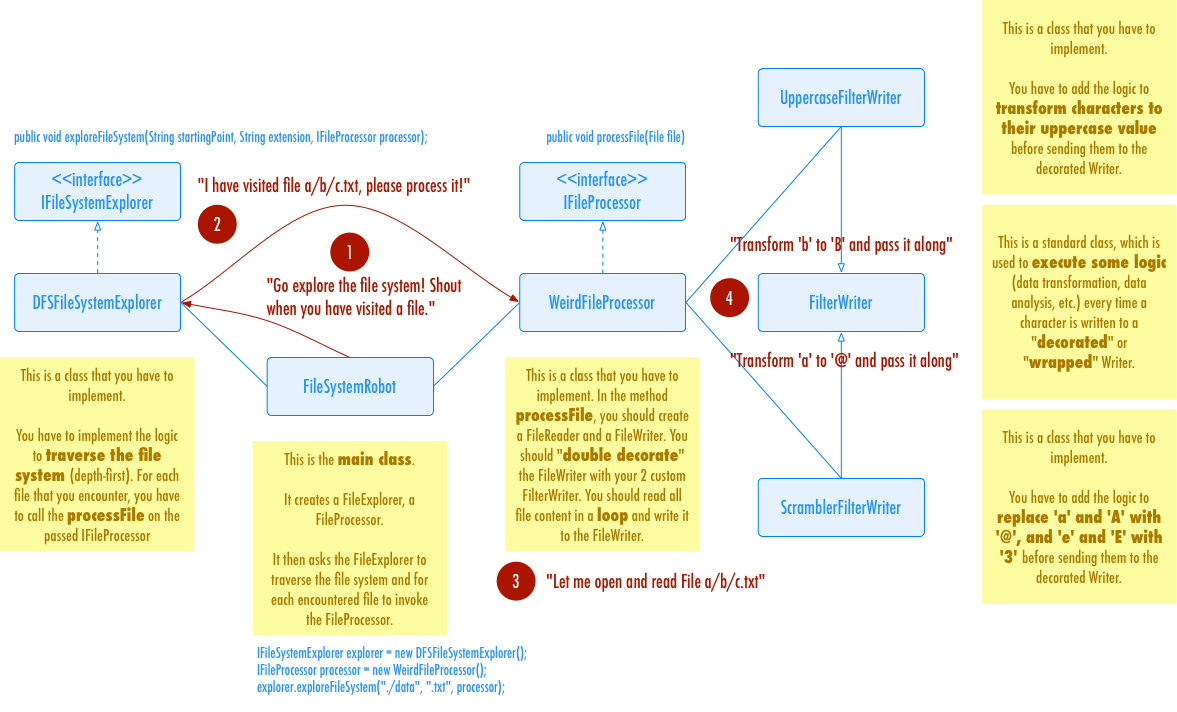 This is a class that you have to
implement.
You have to add the logic to
transform characters to
their uppercase value
before sending them to the
decorated Writer.
UppercaseFilterWriter
public void exploreFileSystem(String startingPoint, String extension, IFileProcessor processor);
public void processFile(File file)
<<interface>>
IFileSystemExplorer
"I have visited file a/b/c.txt, please process it!"
2
<<interface>>
IFileProcessor
1
"Go explore the file system! Shout
when you have visited a file."
DFSFileSystemExplorer
WeirdFileProcessor
"Transform 'b' to 'B' and pass it along"
4
FilterWriter
"Transform 'a' to '@' and pass it along"
This is a standard class, which is
used to execute some logic
(data transformation, data
analysis, etc.) every time a
character is written to a
"decorated" or
"wrapped" Writer.
FileSystemRobot
This is a class that you have to
implement.
You have to implement the logic
to traverse the file
system (depth-first). For each
file that you encounter, you have
to call the processFile on the
passed IFileProcessor
This is the main class.
It creates a FileExplorer, a
FileProcessor.
It then asks the FileExplorer to
traverse the file system and for
each encountered file to invoke
the FileProcessor.
This is a class that you have to
implement. In the method
processFile, you should create
a FileReader and a FileWriter. You
should "double decorate"
the FileWriter with your 2 custom
FilterWriter. You should read all
file content in a loop and write it
to the FileWriter.
ScramblerFilterWriter
This is a class that you have to
implement.
You have to add the logic to
replace 'a' and 'A' with
'@', and 'e' and 'E' with
'3' before sending them to the
decorated Writer.
3
"Let me open and read File a/b/c.txt"
IFileSystemExplorer explorer = new DFSFileSystemExplorer();
IFileProcessor processor = new WeirdFileProcessor();
explorer.exploreFileSystem("./data", ".txt", processor);